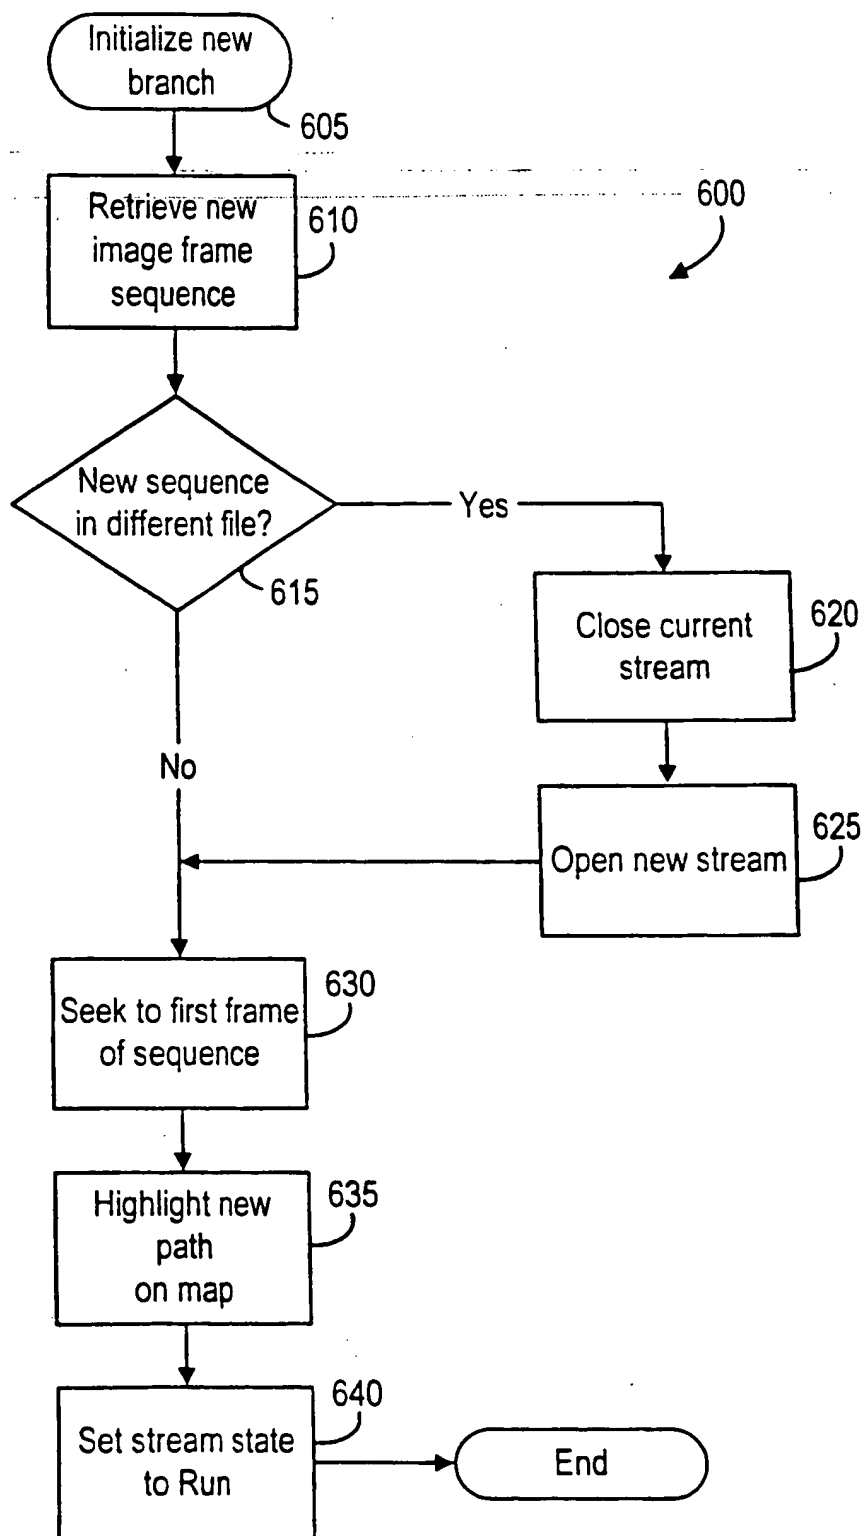 Initialize new
branch
605
Retrieve new
image frame
sequence
610
600
New sequence
in different file?
615
Yes
Close current
stream
620
No
Open new stream
625
Seek to first frame
of sequence
630
Highlight new
path
on map
635
Set stream state
to Run
640
End